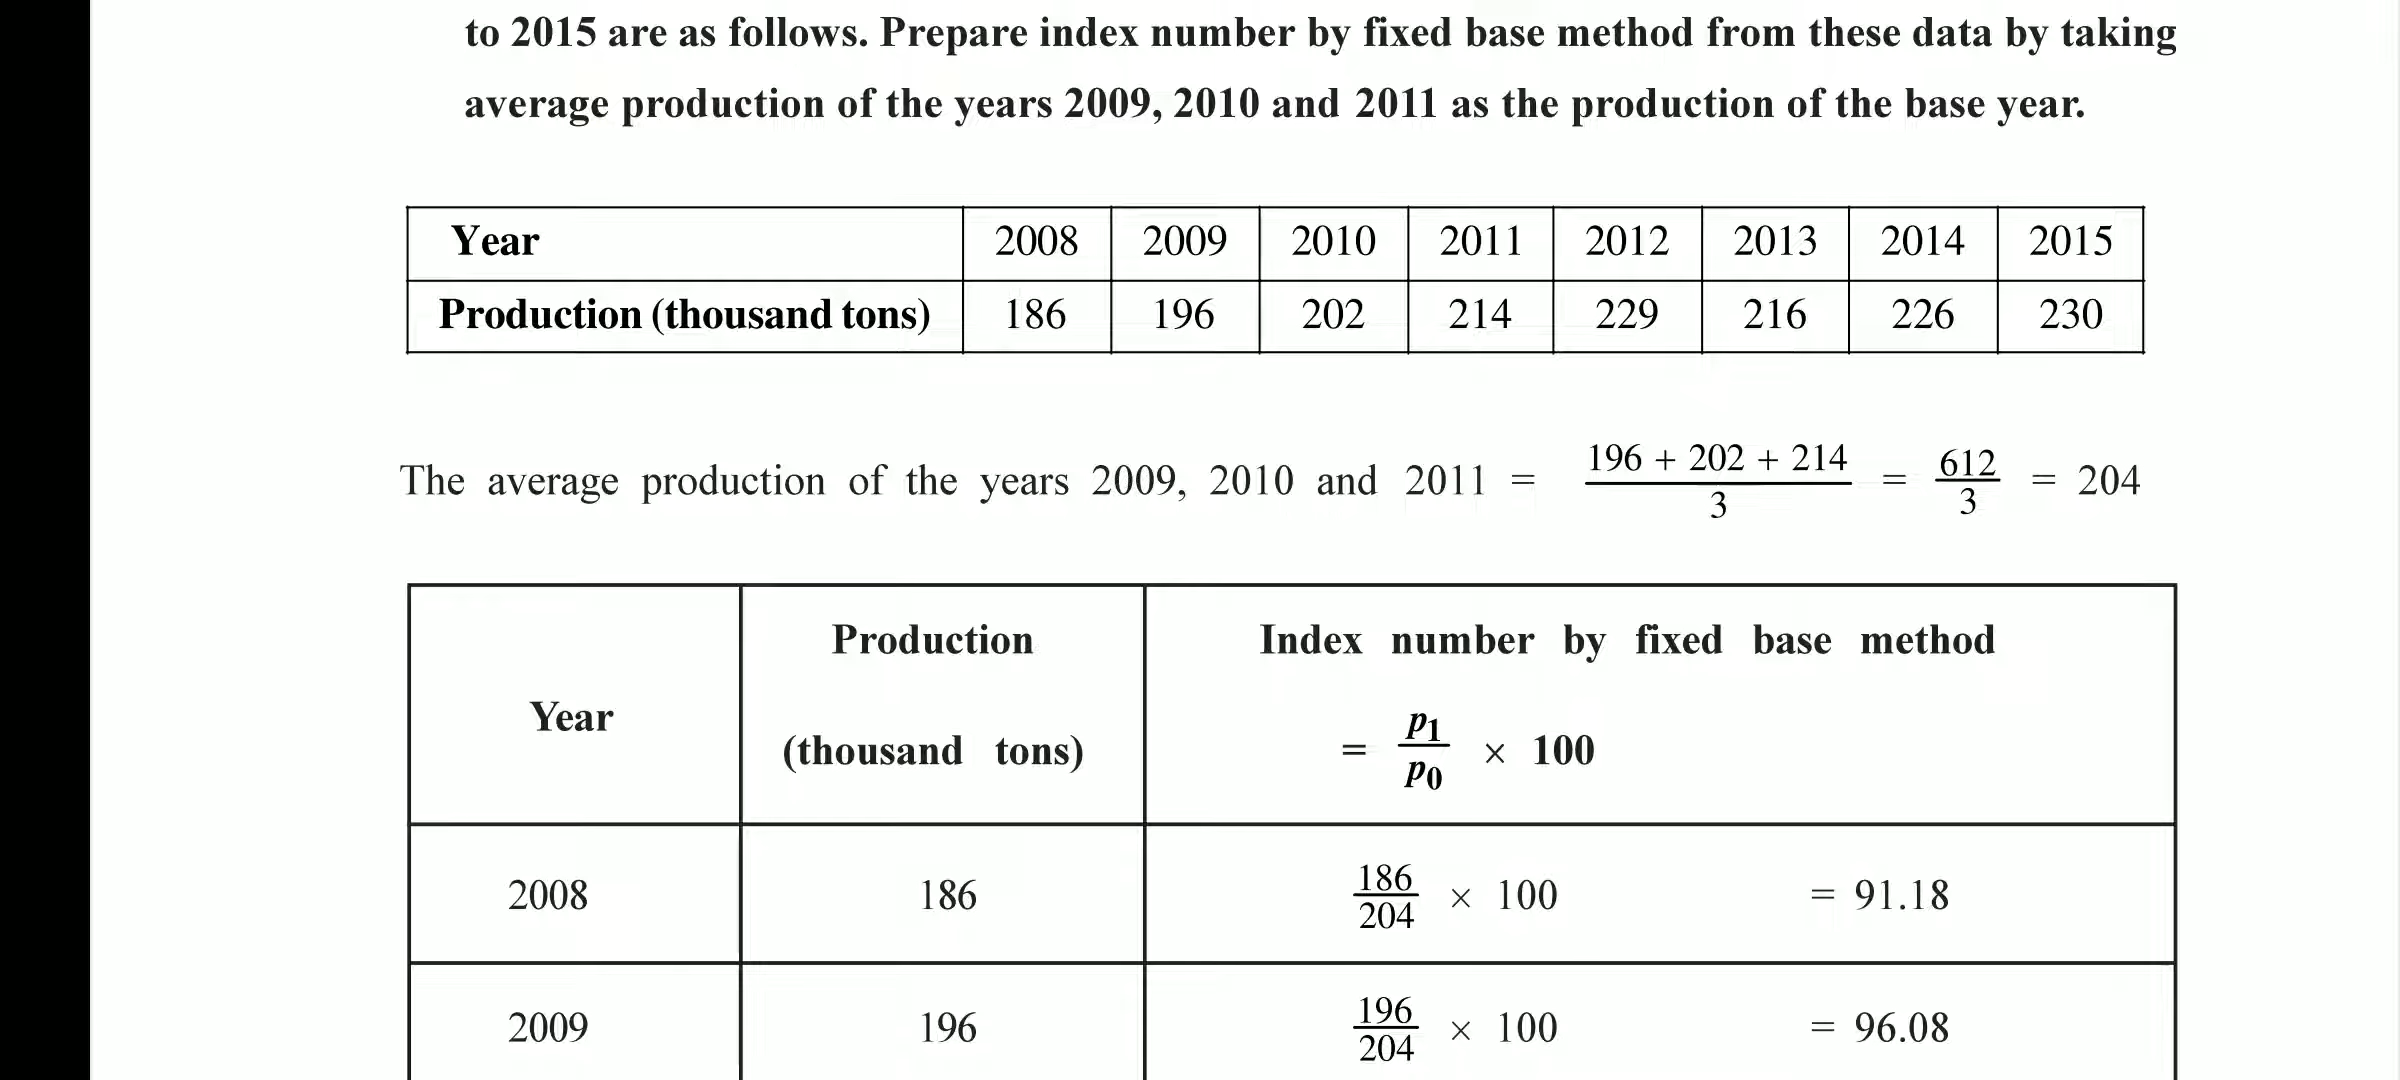 to 2015 are as follows. Prepare index number by fixed base method from these data by taking
average production of the years 2009, 2010 and 2011 as the production of the base year.
Year 2008 2009 2010 2011 2012 2013 2014 2015
Production (thousand tons) 186 196 202 214 229 216 226 230
The average production of the years 2009, 2010 and 2011 = (196 + 202 + 214)/3 = 612/3 = 204
Year
Production
(thousand tons)
Index number by fixed base method
= p₁/p₀ × 100
2008 186 186/204 × 100 = 91.18
2009 196 196/204 × 100 = 96.08